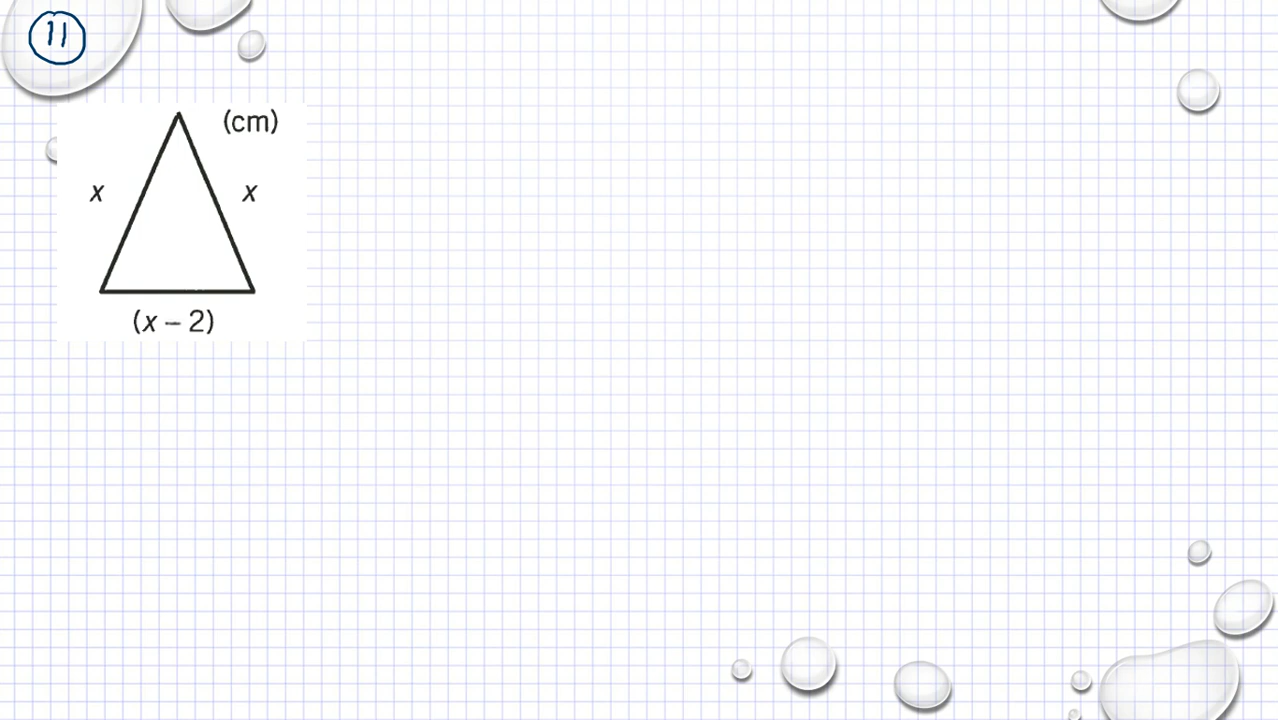 11
(cm)
x
x
(x – 2)